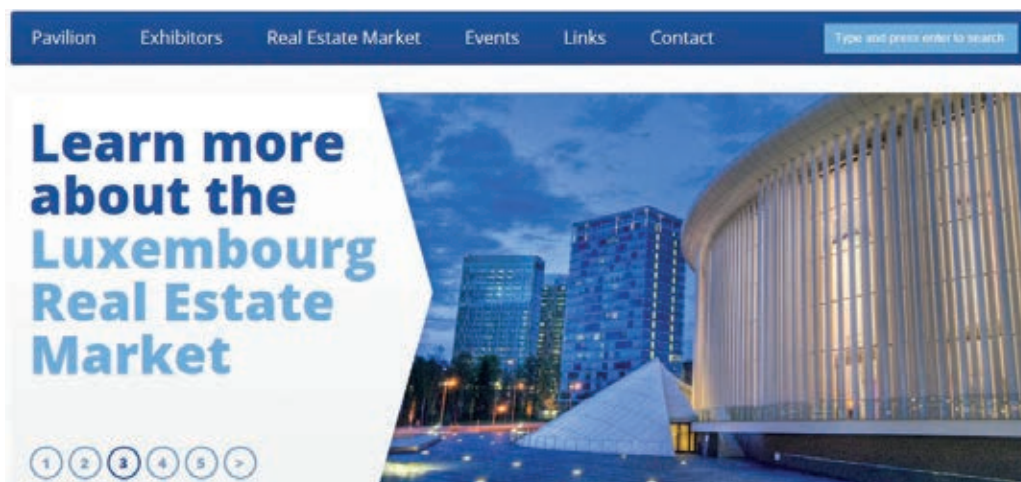 Pavilion Exhibitors Real Estate Market Events Links Contact Type and press enter to search
Learn more
about the
Luxembourg
Real Estate
Market
1 2 3 4 5 >